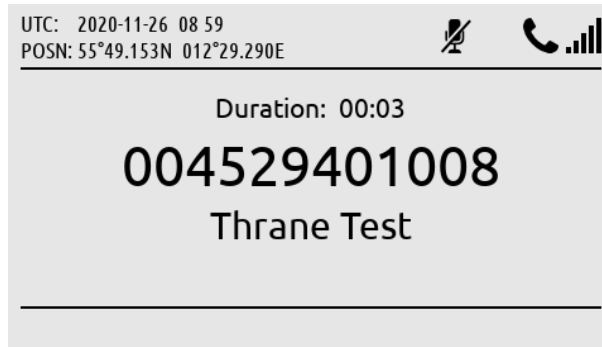 UTC: 2020-11-26 08 59
POSN: 55°49.153N 012°29.290E
Duration: 00:03
004529401008
Thrane Test